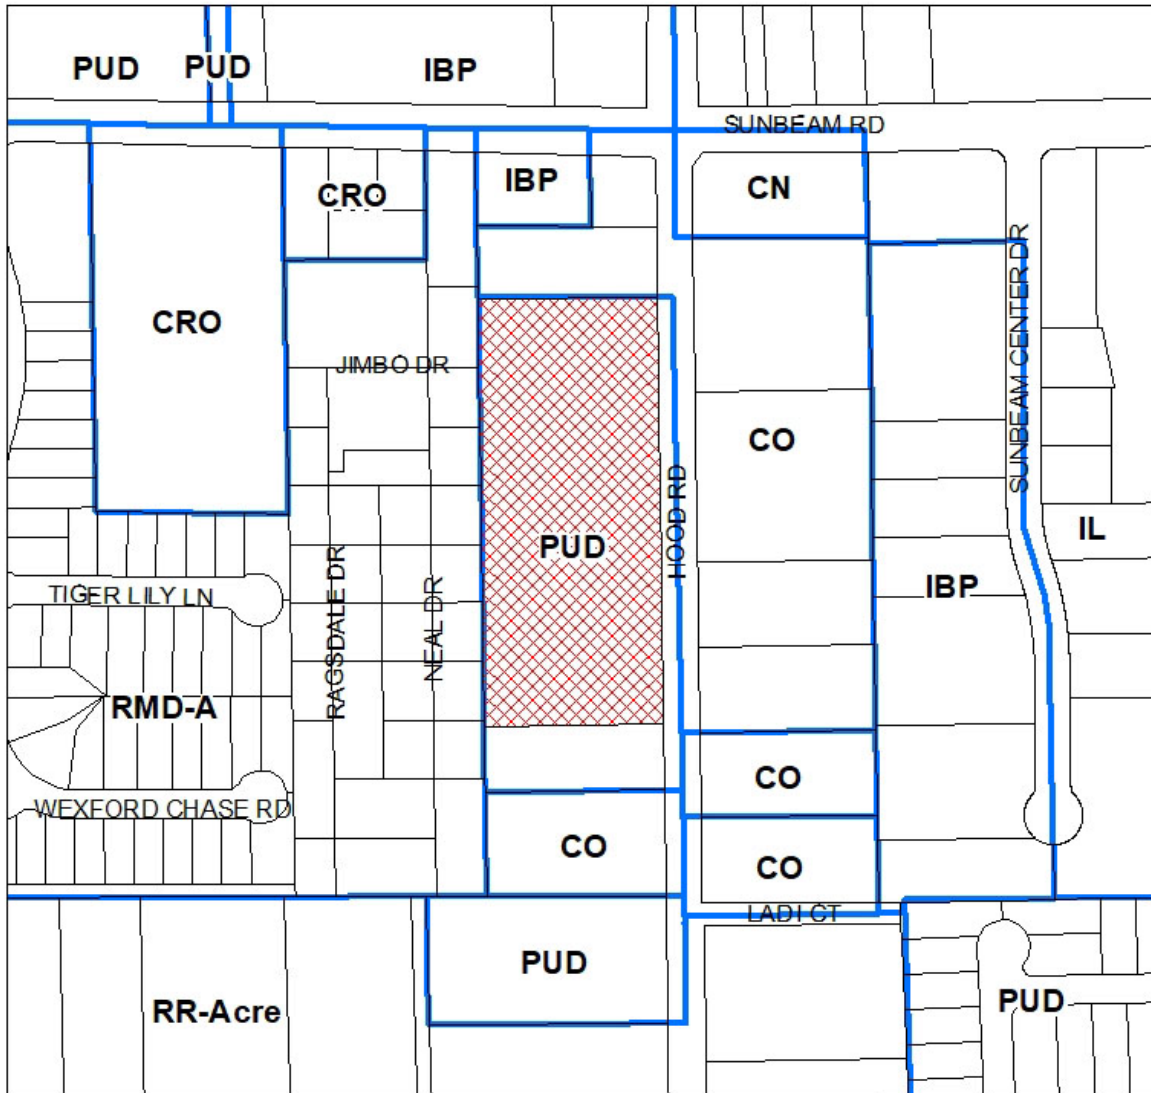 PUD
PUD
IBP
SUNBEAM RD
CRO
IBP
CN
CRO
JIMBO DR
CO
SUNBEAM CENTER DR
HOOD RD
PUD
IL
IBP
TIGER LILY LN
RAGSDALE DR
NEAL DR
RMD-A
CO
WEXFORD CHASE RD
CO
CO
LADI CT
PUD
RR-Acre
PUD